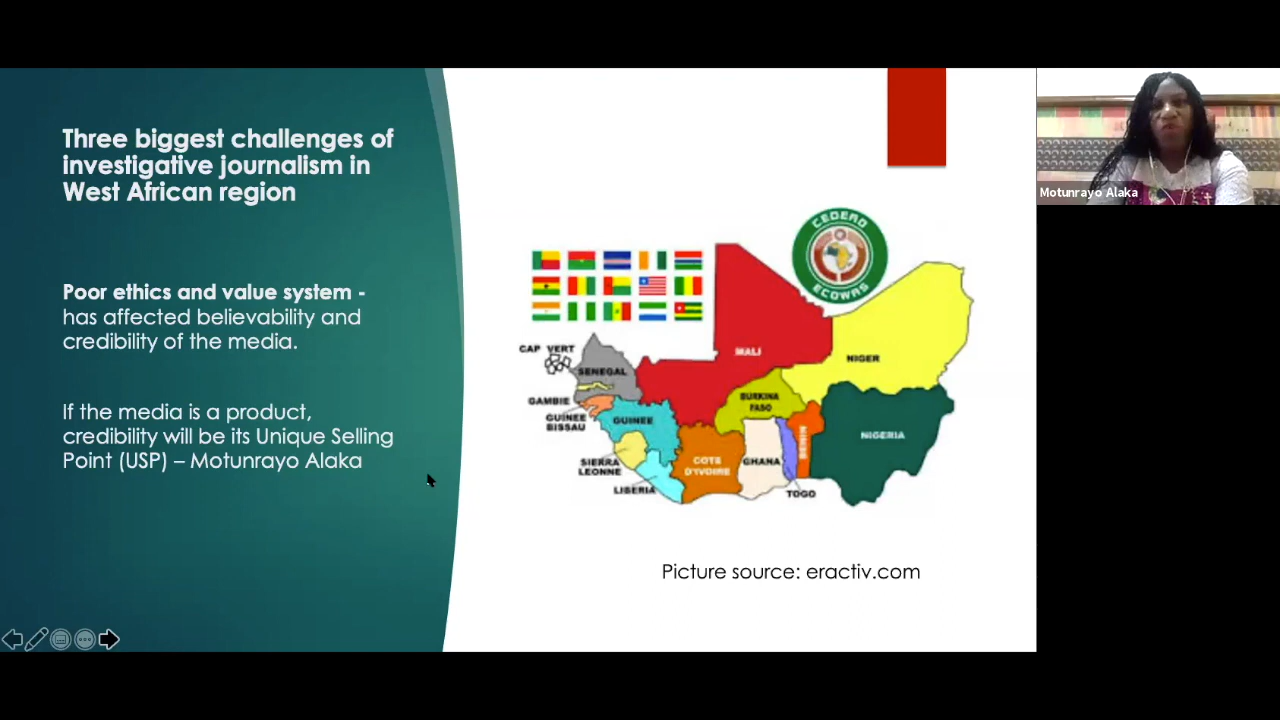 Three biggest challenges of
investigative journalism in
West African region
Poor ethics and value system -
has affected believability and
credibility of the media.
If the media is a product,
credibility will be its Unique Selling
Point (USP) – Motunrayo Alaka
CEDEAO
ECOWAS
CAP VERT
SENEGAL
GAMBIE
GUINEE
BISSAU
GUINEE
SIERRA
LEONNE
LIBERIA
MALI
BURKINA
FASO
COTE
D'IVOIRE
GHANA
TOGO
BENIN
NIGER
NIGERIA
Picture source: eractiv.com
Motunrayo Alaka